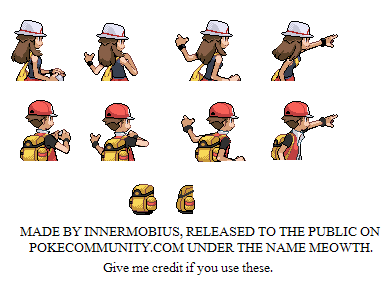 MADE BY INNERMOBIUS, RELEASED TO THE PUBLIC ON
POKECOMMUNITY.COM UNDER THE NAME MEOWTH.
Give me credit if you use these.